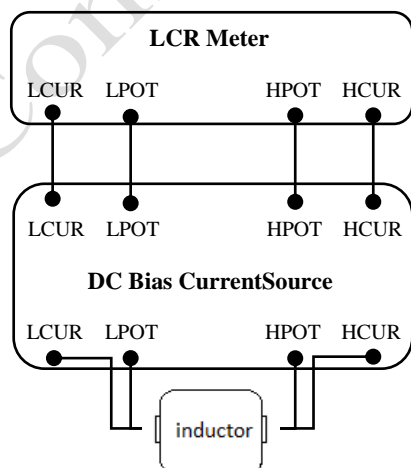 LCR Meter
LCUR LPOT HPOT HCUR
LCUR LPOT HPOT HCUR
DC Bias CurrentSource
LCUR LPOT HPOT HCUR
inductor